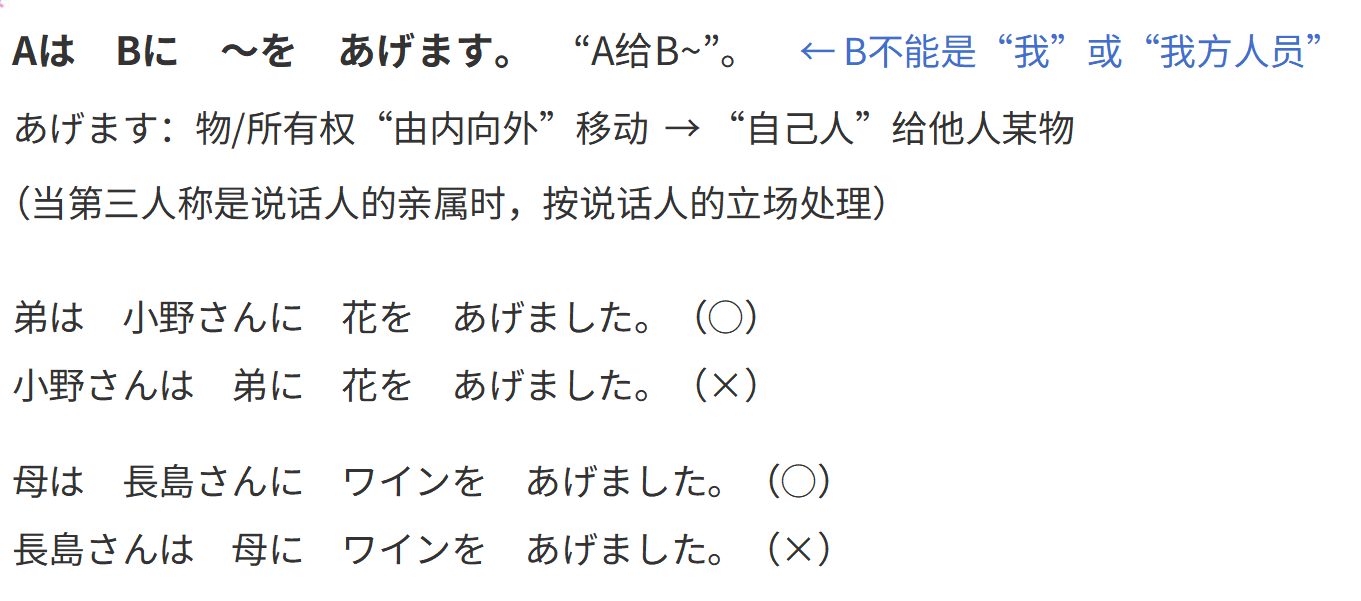 Aは　Bに　～を　あげます。　“A给B~”。　← B不能是“我”或“我方人员”
あげます：物/所有权“由内向外”移动 → “自己人”给他人某物
（当第三人称是说话人的亲属时，按说话人的立场处理）
弟は　小野さんに　花を　あげました。（○）
小野さんは　弟に　花を　あげました。（×）
母は　長島さんに　ワインを　あげました。（○）
長島さんは　母に　ワインを　あげました。（×）